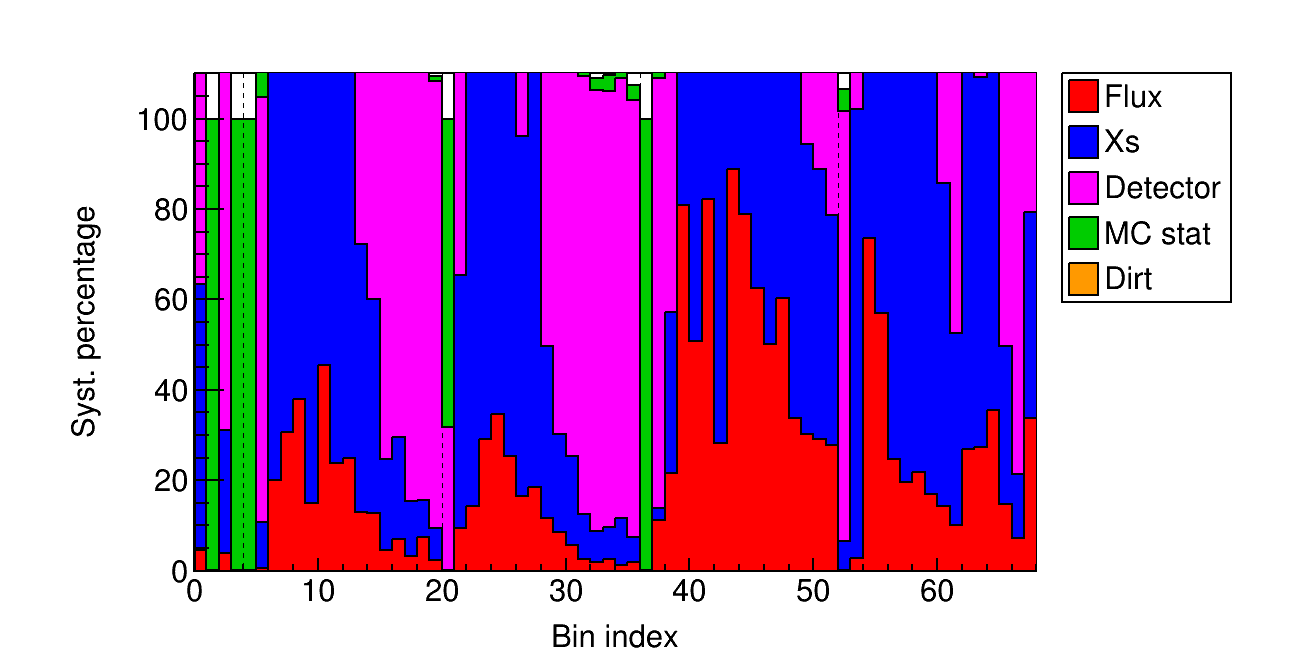 Syst. percentage
100
80
60
40
20
0
0 10 20 30 40 50 60
Bin index
Flux
Xs
Detector
MC stat
Dirt